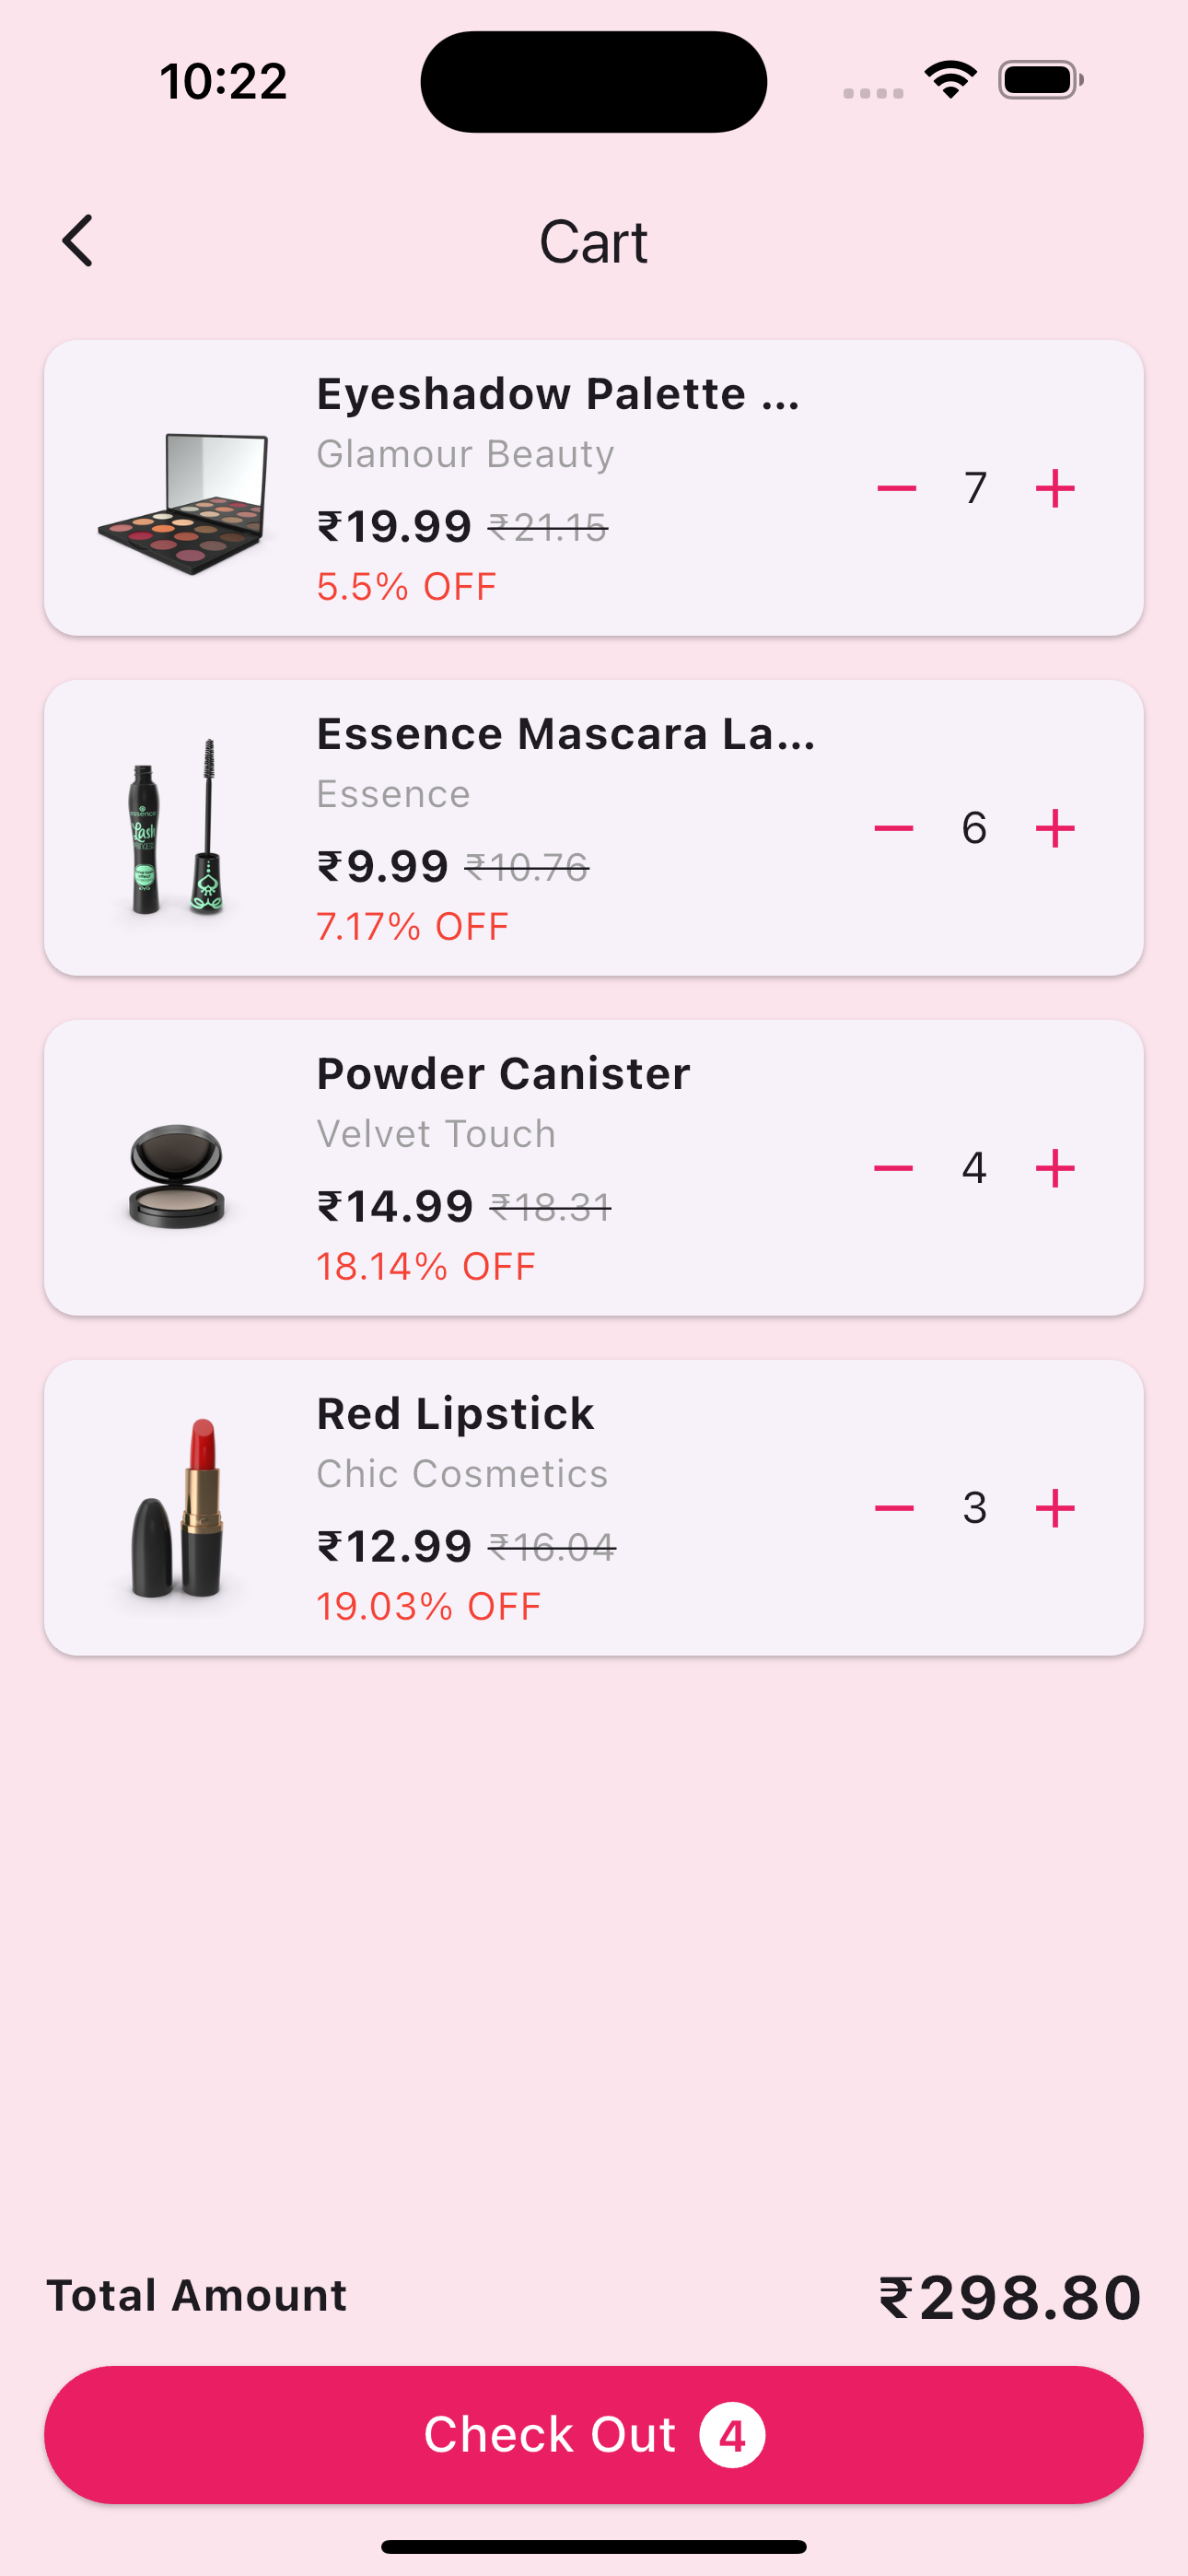 10:22
Cart
Eyeshadow Palette ...
Glamour Beauty
₹19.99 ₹21.15
5.5% OFF
7
Essence Mascara La...
Essence
₹9.99 ₹10.76
7.17% OFF
6
essence
Lash
PRINCESS
Powder Canister
Velvet Touch
₹14.99 ₹18.31
18.14% OFF
4
Red Lipstick
Chic Cosmetics
₹12.99 ₹16.04
19.03% OFF
3
Total Amount
₹298.80
Check Out 4